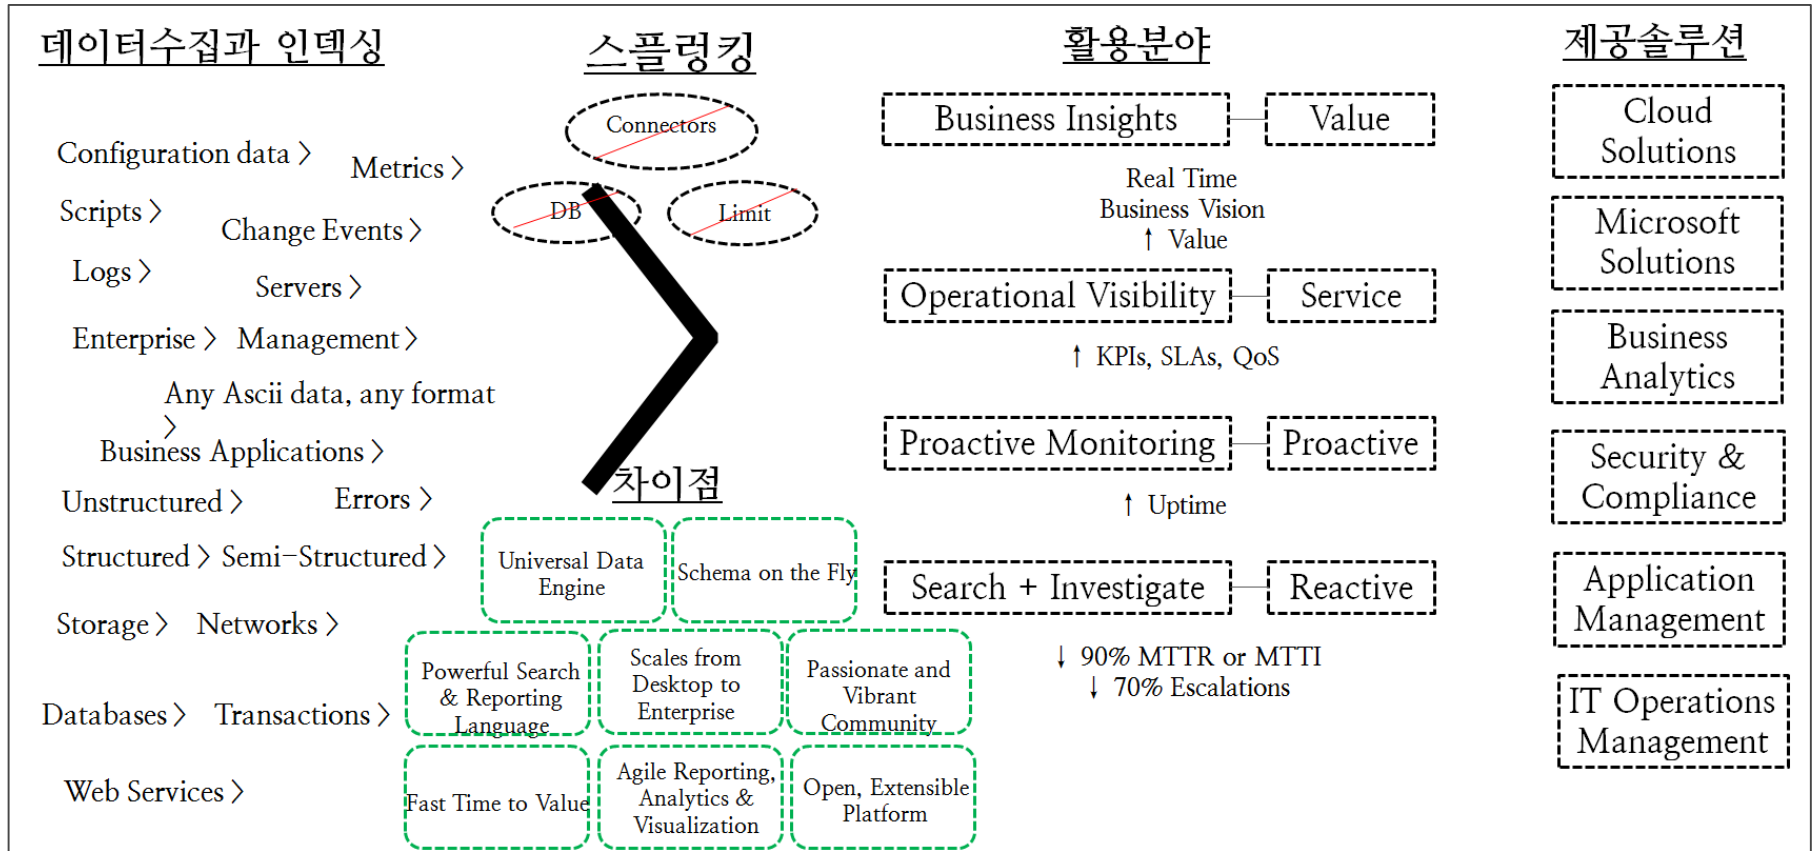 데이터수집과 인덱싱
Configuration data >
Metrics >
Scripts >
Change Events >
Logs >
Servers >
Enterprise >
Management >
Any Ascii data, any format
>
Business Applications >
Unstructured >
Errors >
Structured >
Semi-Structured >
Storage >
Networks >
Databases >
Transactions >
Web Services >
스플렁킹
Connectors
DB
Limit
차이점
Universal Data
Engine
Schema on the Fly
Powerful Search
& Reporting
Language
Scales from
Desktop to
Enterprise
Passionate and
Vibrant
Community
Fast Time to Value
Agile Reporting,
Analytics &
Visualization
Open, Extensible
Platform
활용분야
Business Insights
Value
Real Time
Business Vision
↑ Value
Operational Visibility
Service
↑ KPIs, SLAs, QoS
Proactive Monitoring
Proactive
↑ Uptime
Search + Investigate
Reactive
↓ 90% MTTR or MTTI
↓ 70% Escalations
제공솔루션
Cloud
Solutions
Microsoft
Solutions
Business
Analytics
Security &
Compliance
Application
Management
IT Operations
Management